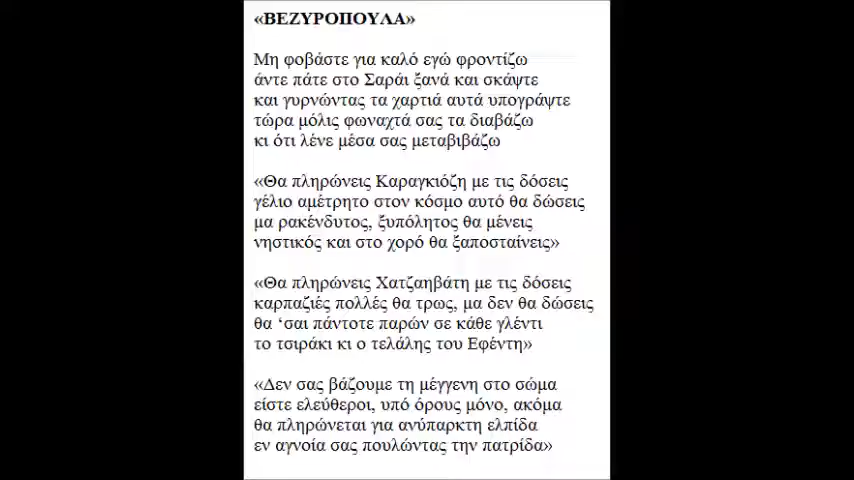 «ΒΕΖΥΡΟΠΟΥΛΑ»
Μη φοβάστε για καλό εγώ φροντίζω
άντε πάτε στο Σαράι ξανά και σκάψτε
και γυρνώντας τα χαρτιά αυτά υπογράψτε
τώρα μόλις φωναχτά σας τα διαβάζω
κι ότι λένε μέσα σας μεταβιβάζω
«Θα πληρώνεις Καραγκιόζη με τις δόσεις
γέλιο αμέτρητο στον κόσμο αυτό θα δώσεις
μα ρακένδυτος, ξυπόλητος θα μένεις
νηστικός και στο χορό θα ξαποσταίνεις»
«Θα πληρώνεις Χατζαηβάτη με τις δόσεις
καρπαζιές πολλές θα τρως, μα δεν θα δώσεις
θα ‘σαι πάντοτε παρών σε κάθε γλέντι
το τσιράκι κι ο τελάλης του Εφέντη»
«Δεν σας βάζουμε τη μέγγενη στο σώμα
είστε ελεύθεροι, υπό όρους μόνο, ακόμα
θα πληρώνεται για ανύπαρκτη ελπίδα
εν αγνοία σας πουλώντας την πατρίδα»